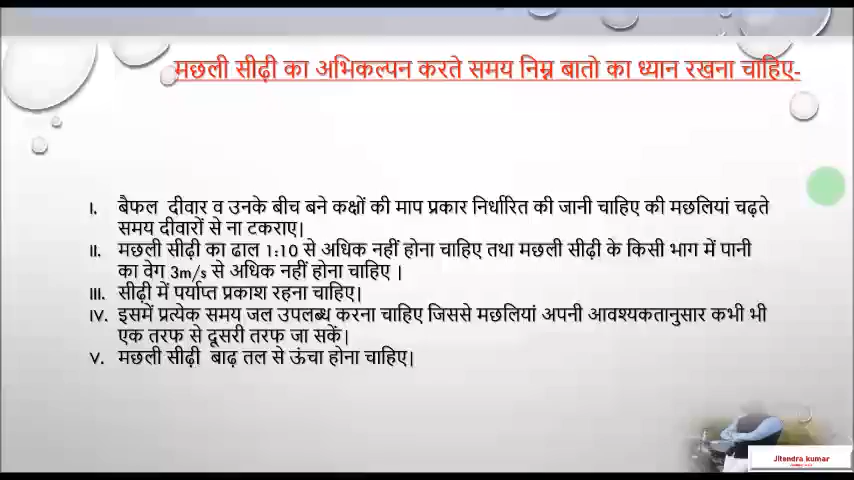 मछली सीढ़ी का अभिकल्पन करते समय निम्न बातो का ध्यान रखना चाहिए-
I. बैफल दीवार व उनके बीच बने कक्षों की माप प्रकार निर्धारित की जानी चाहिए की मछलियां चढ़ते
समय दीवारों से ना टकराए।
II. मछली सीढ़ी का ढाल 1:10 से अधिक नहीं होना चाहिए तथा मछली सीढ़ी के किसी भाग में पानी
का वेग 3m/s से अधिक नहीं होना चाहिए ।
III. सीढ़ी में पर्याप्त प्रकाश रहना चाहिए।
IV. इसमें प्रत्येक समय जल उपलब्ध करना चाहिए जिससे मछलियां अपनी आवश्यकतानुसार कभी भी
एक तरफ से दूसरी तरफ जा सकें।
V. मछली सीढ़ी बाढ़ तल से ऊंचा होना चाहिए।
Jitendra kumar